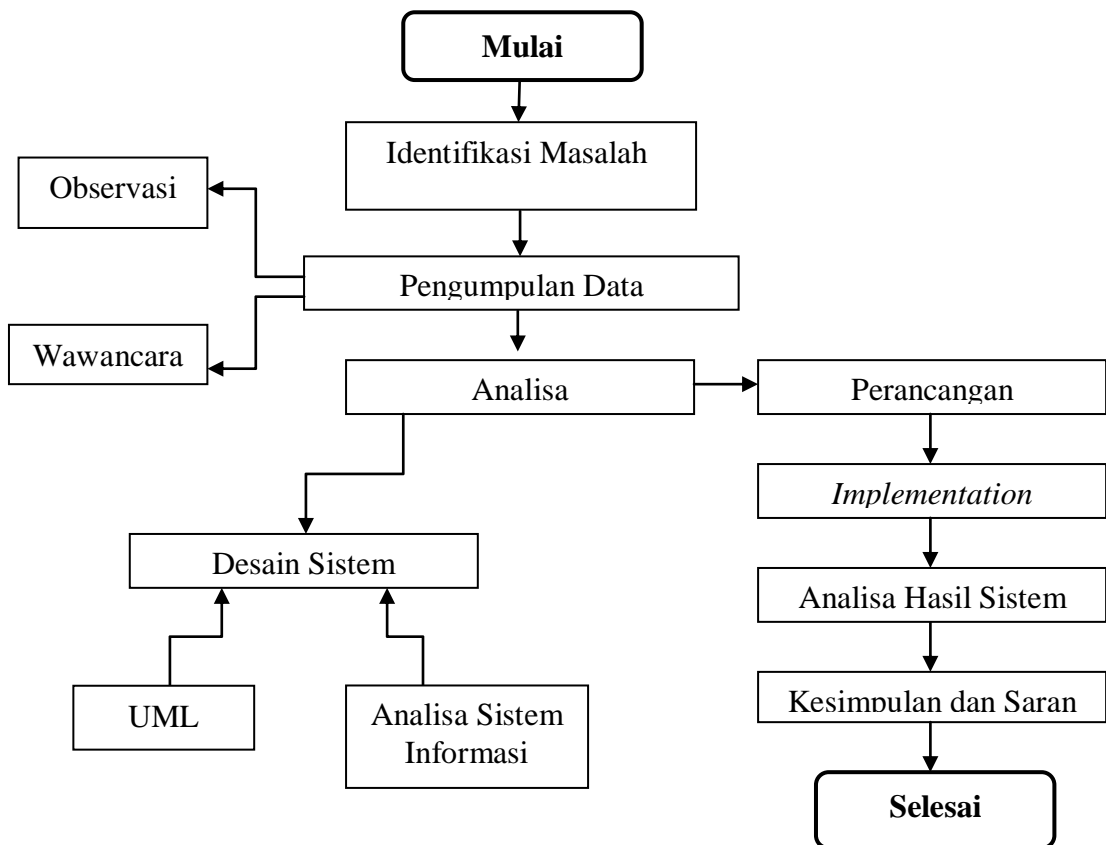 Mulai
Identifikasi Masalah
Observasi
Pengumpulan Data
Wawancara
Analisa
Perancangan
Implementation
Desain Sistem
Analisa Hasil Sistem
UML
Analisa Sistem
Informasi
Kesimpulan dan Saran
Selesai